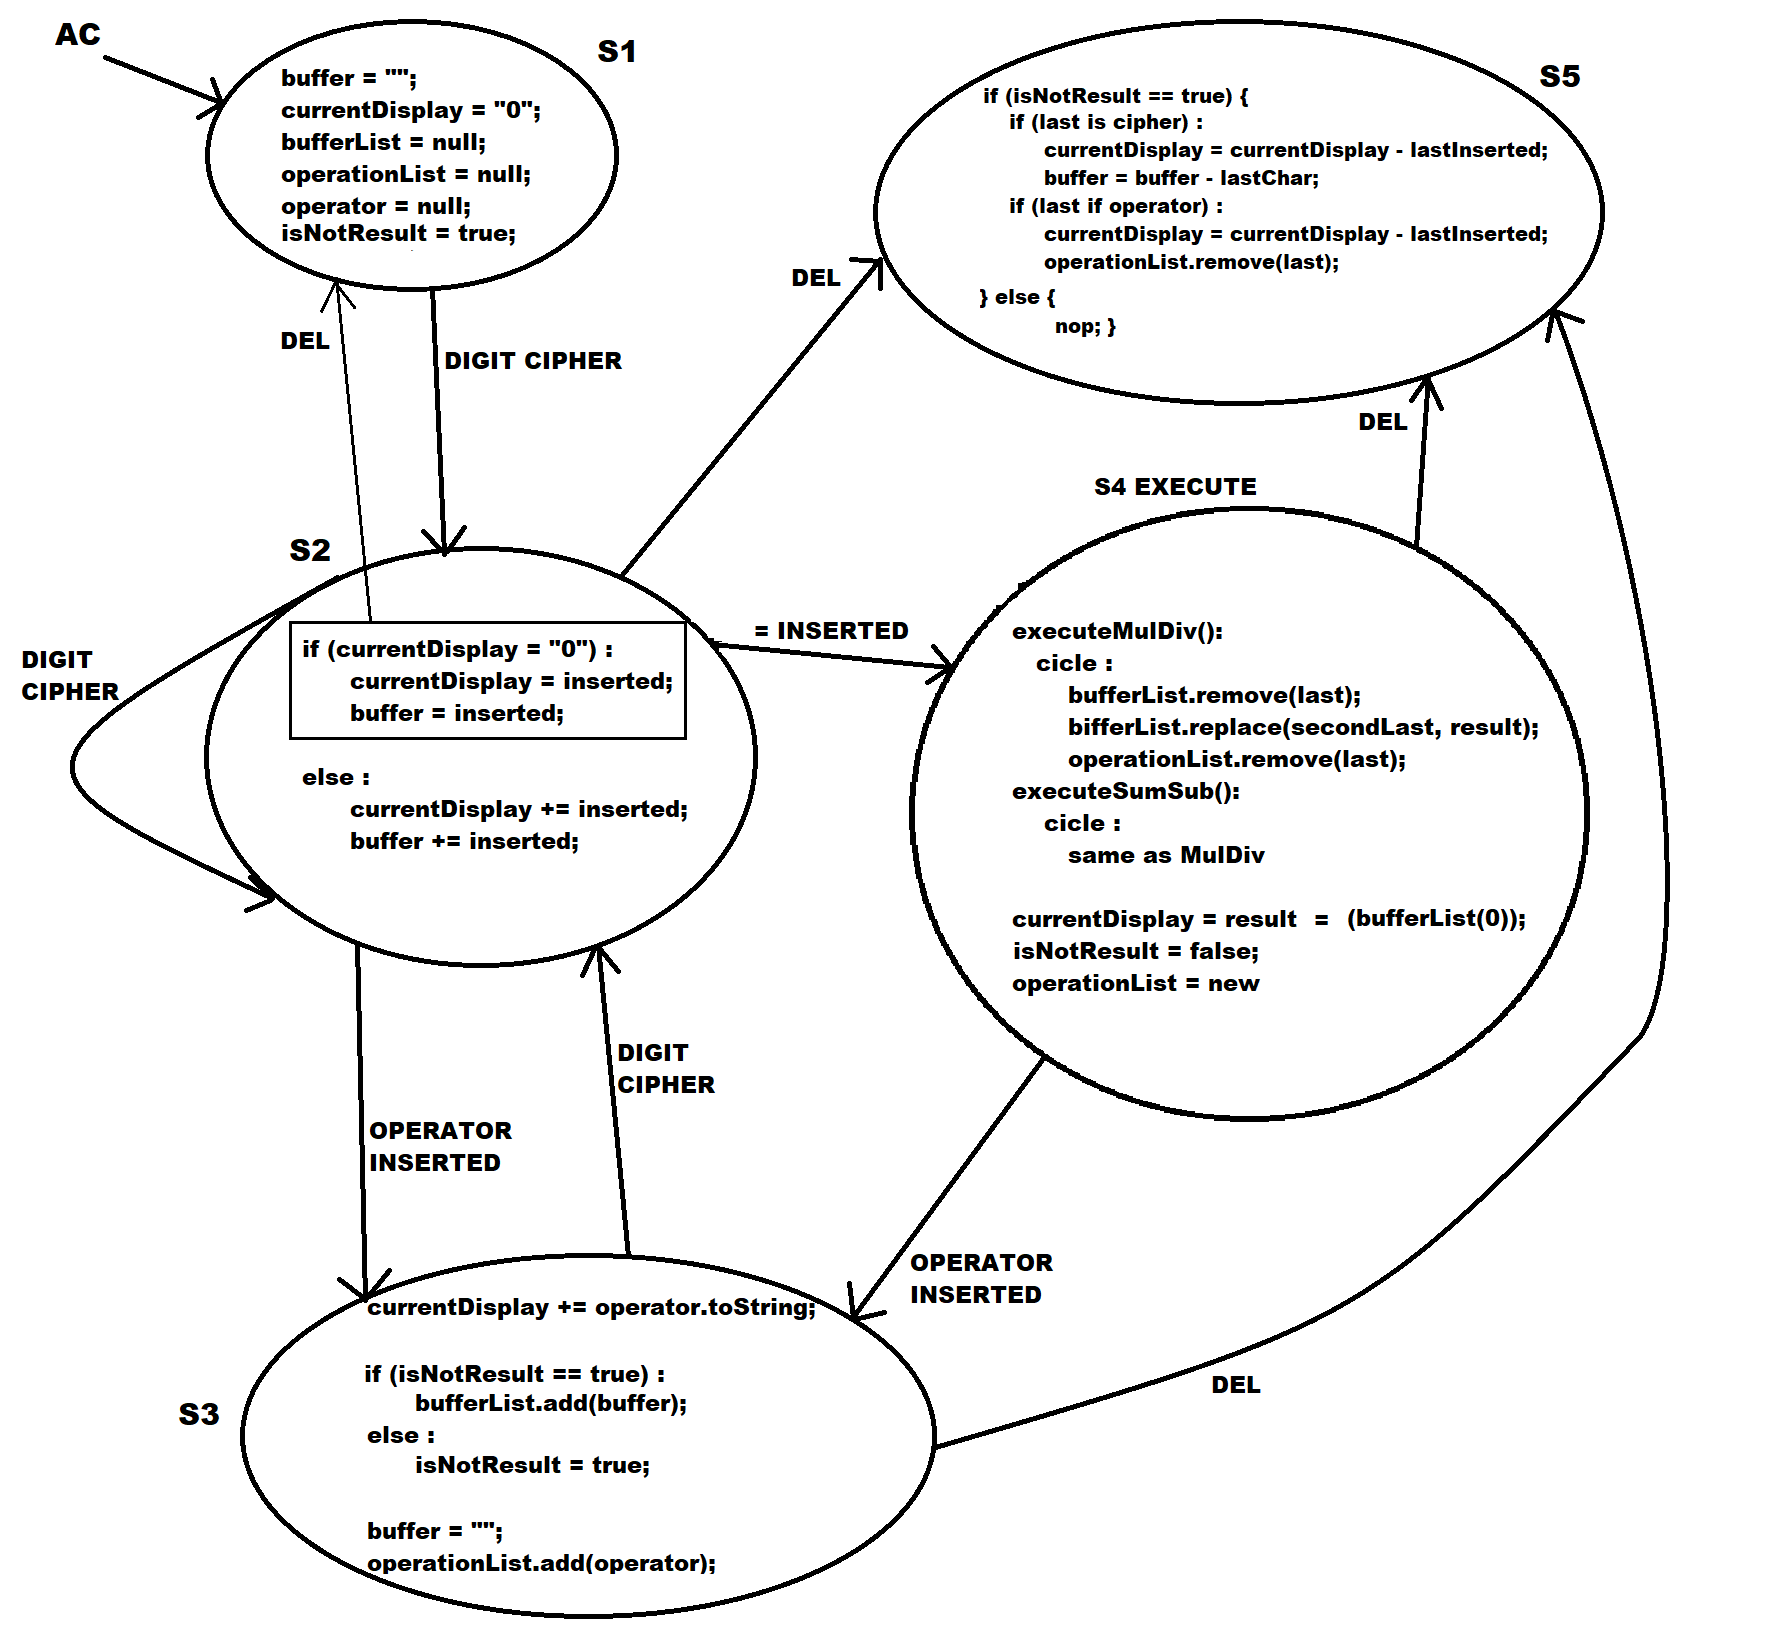 AC
S1
buffer = "";
currentDisplay = "0";
bufferList = null;
operationList = null;
operator = null;
isNotResult = true;
S5
if (isNotResult == true) {
if (last is cipher) :
currentDisplay = currentDisplay - lastInserted;
buffer = buffer - lastChar;
if (last if operator) :
currentDisplay = currentDisplay - lastInserted;
operationList.remove(last);
} else {
nop; }
DEL
DIGIT CIPHER
DEL
DEL
S2
if (currentDisplay = "0") :
currentDisplay = inserted;
buffer = inserted;
else :
currentDisplay += inserted;
buffer += inserted;
DIGIT
CIPHER
= INSERTED
S4 EXECUTE
executeMulDiv():
cicle :
bufferList.remove(last);
bifferList.replace(secondLast, result);
operationList.remove(last);
executeSumSub():
cicle :
same as MulDiv
currentDisplay = result = (bufferList(0));
isNotResult = false;
operationList = new
OPERATOR
INSERTED
DIGIT
CIPHER
OPERATOR
INSERTED
DEL
S3
currentDisplay += operator.toString;
if (isNotResult == true) :
bufferList.add(buffer);
else :
isNotResult = true;
buffer = "";
operationList.add(operator);